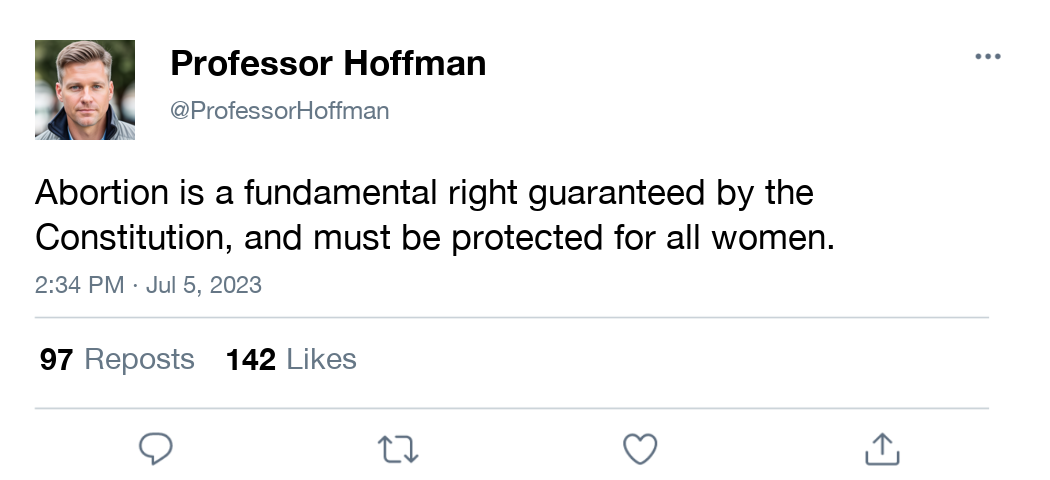 Professor Hoffman
@ProfessorHoffman
Abortion is a fundamental right guaranteed by the
Constitution, and must be protected for all women.
2:34 PM · Jul 5, 2023
97 Reposts 142 Likes